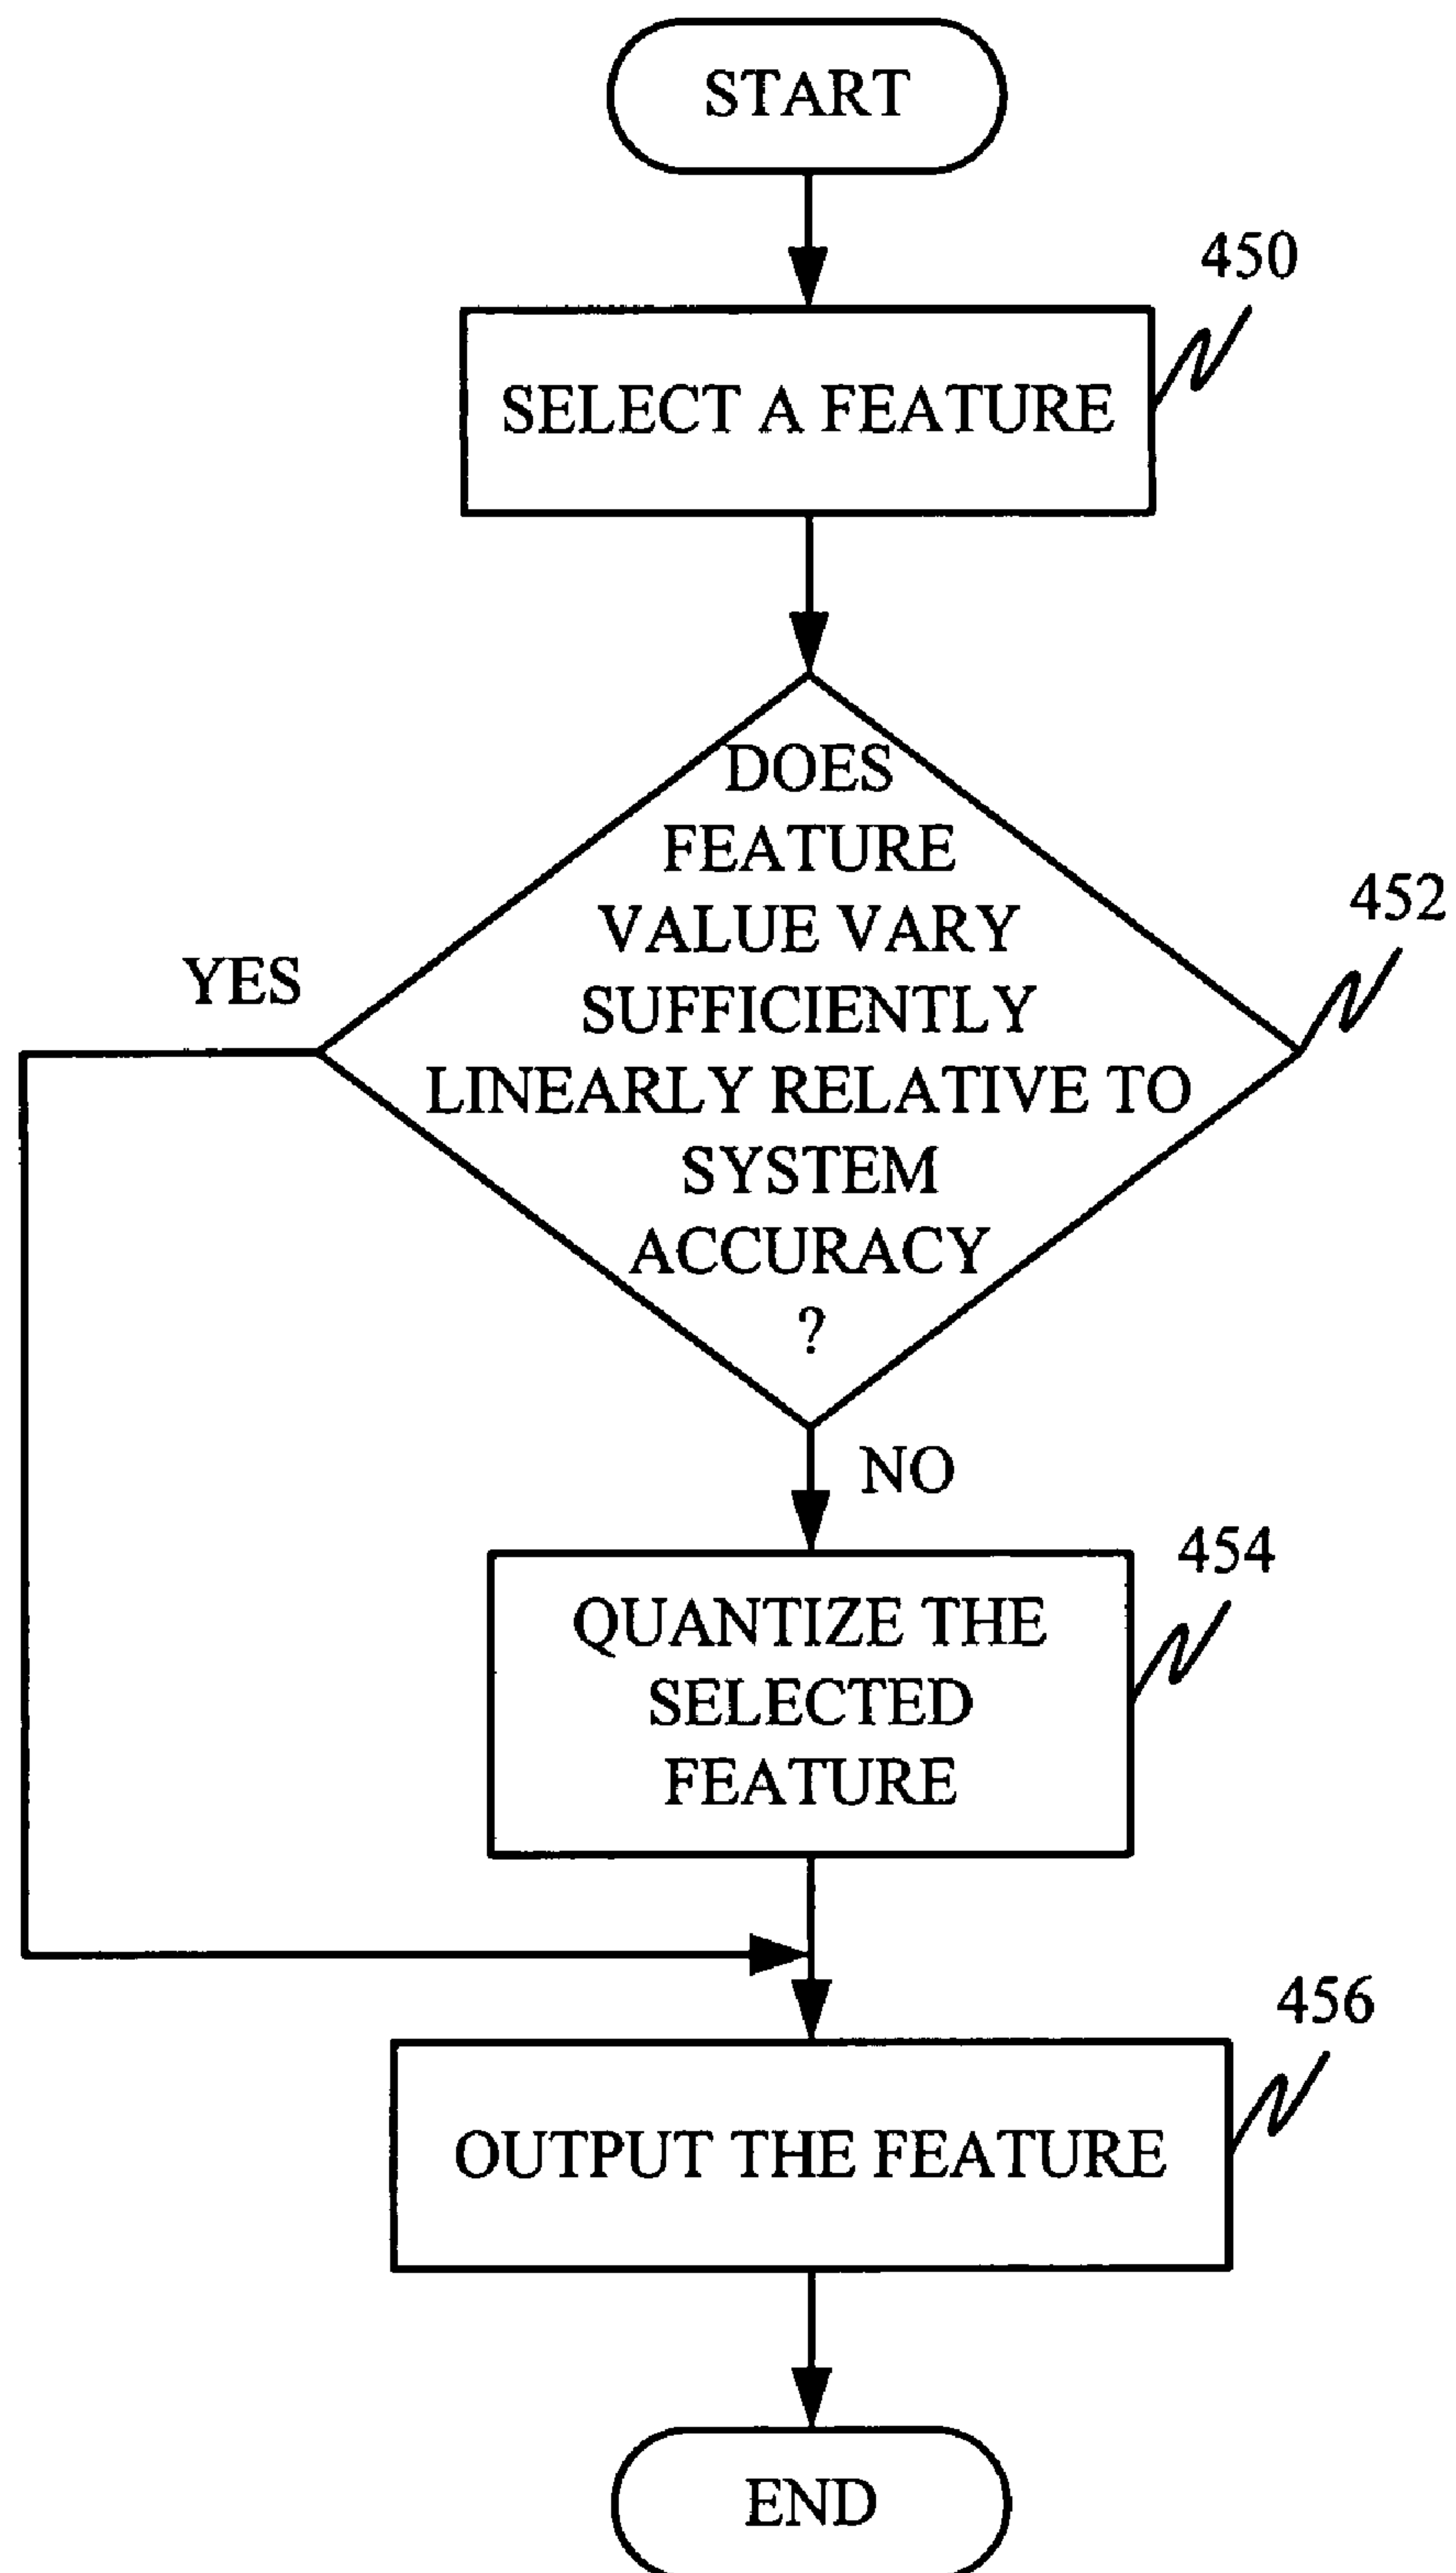 START
450
SELECT A FEATURE
DOES
FEATURE
VALUE VARY
SUFFICIENTLY
LINEARLY RELATIVE TO
SYSTEM
ACCURACY
?
452
YES
NO
454
QUANTIZE THE
SELECTED
FEATURE
456
OUTPUT THE FEATURE
END